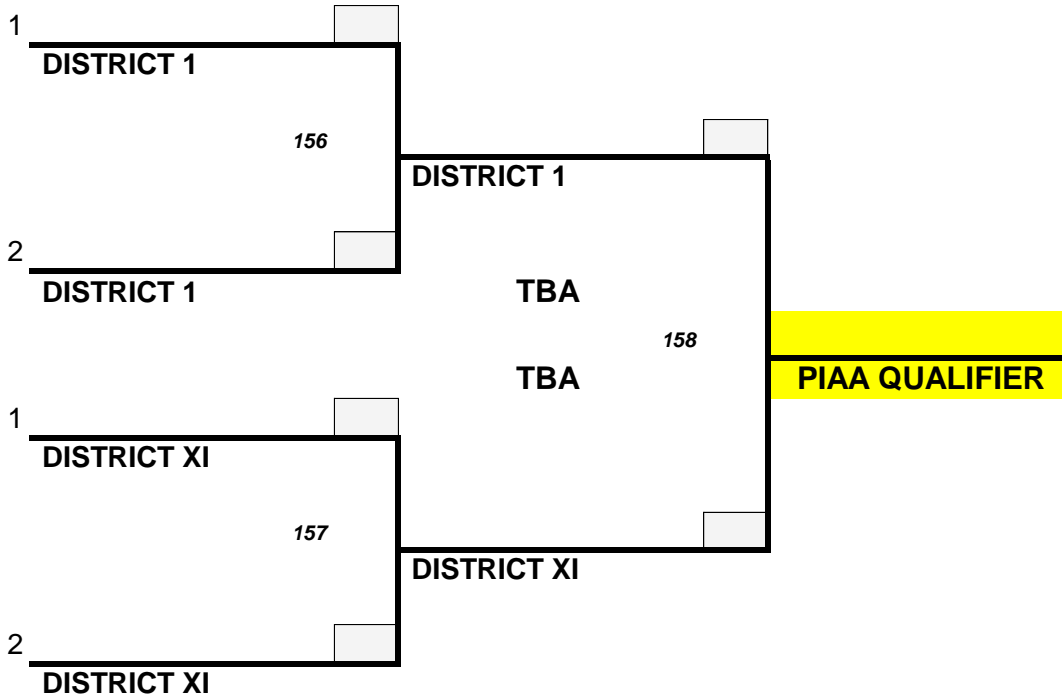 1
DISTRICT 1
156
DISTRICT 1
2
DISTRICT 1
TBA
158
TBA
PIAA QUALIFIER
1
DISTRICT XI
157
DISTRICT XI
2
DISTRICT XI